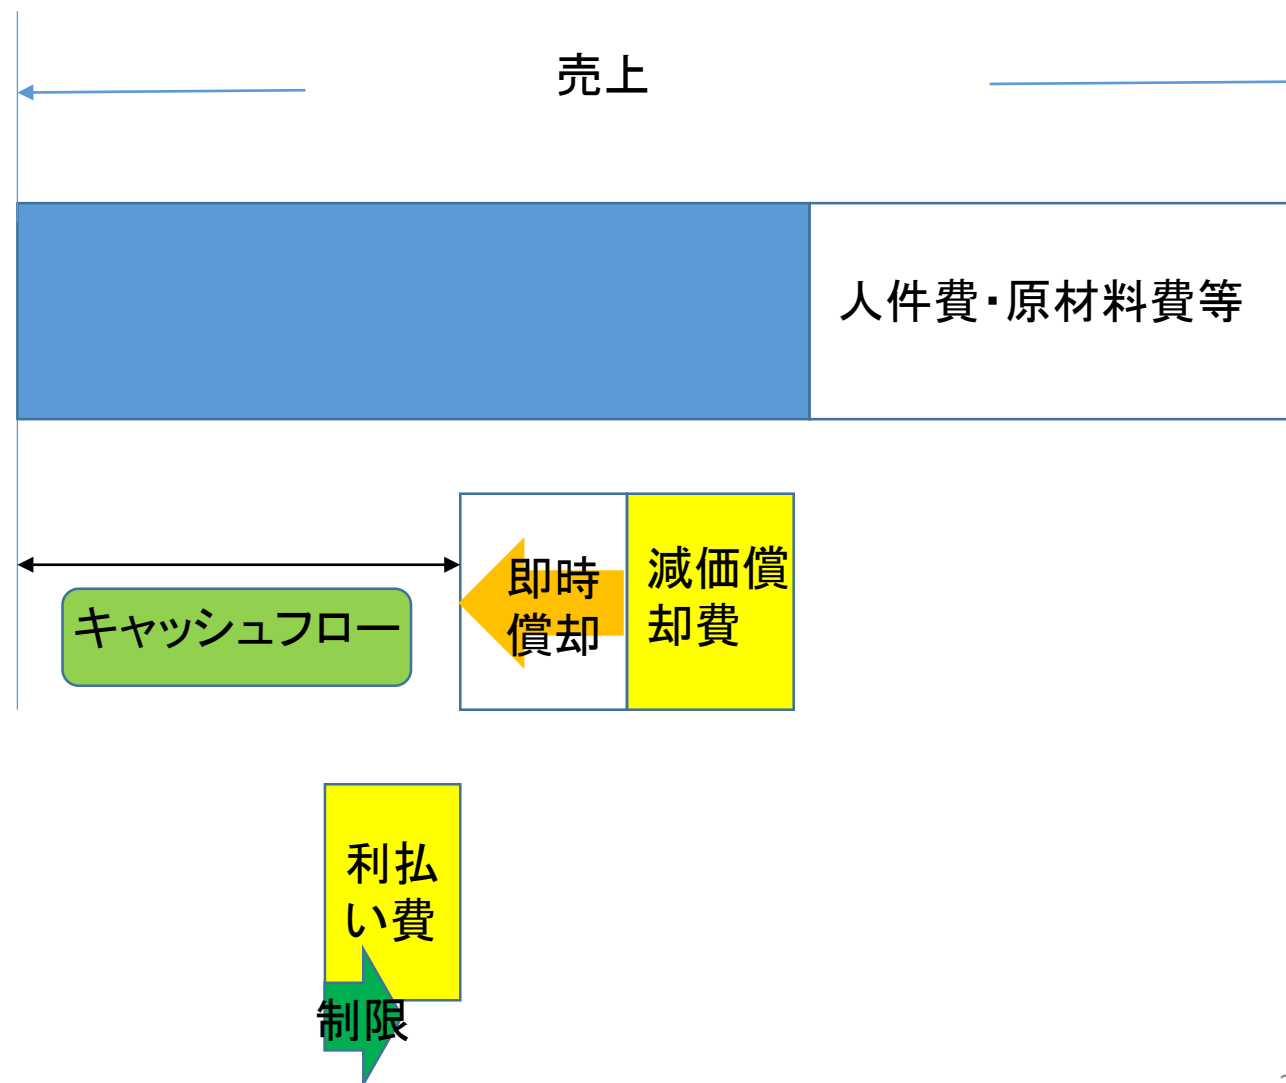 売上
人件費・原材料費等
即時
償却
減価償
却費
キャッシュフロー
利払
い費
制限